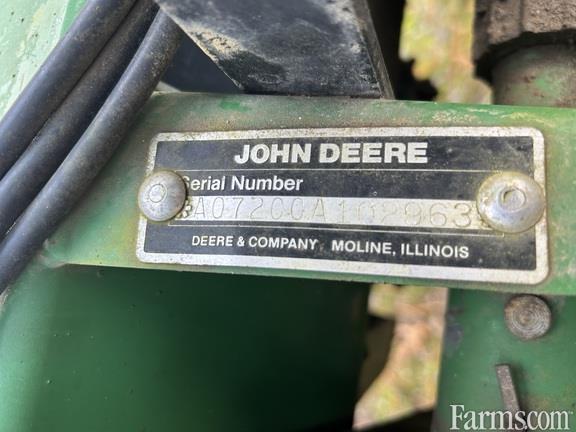 JOHN DEERE
Serial Number
*A07200A102963*
DEERE & COMPANY MOLINE, ILLINOIS
Farms.com